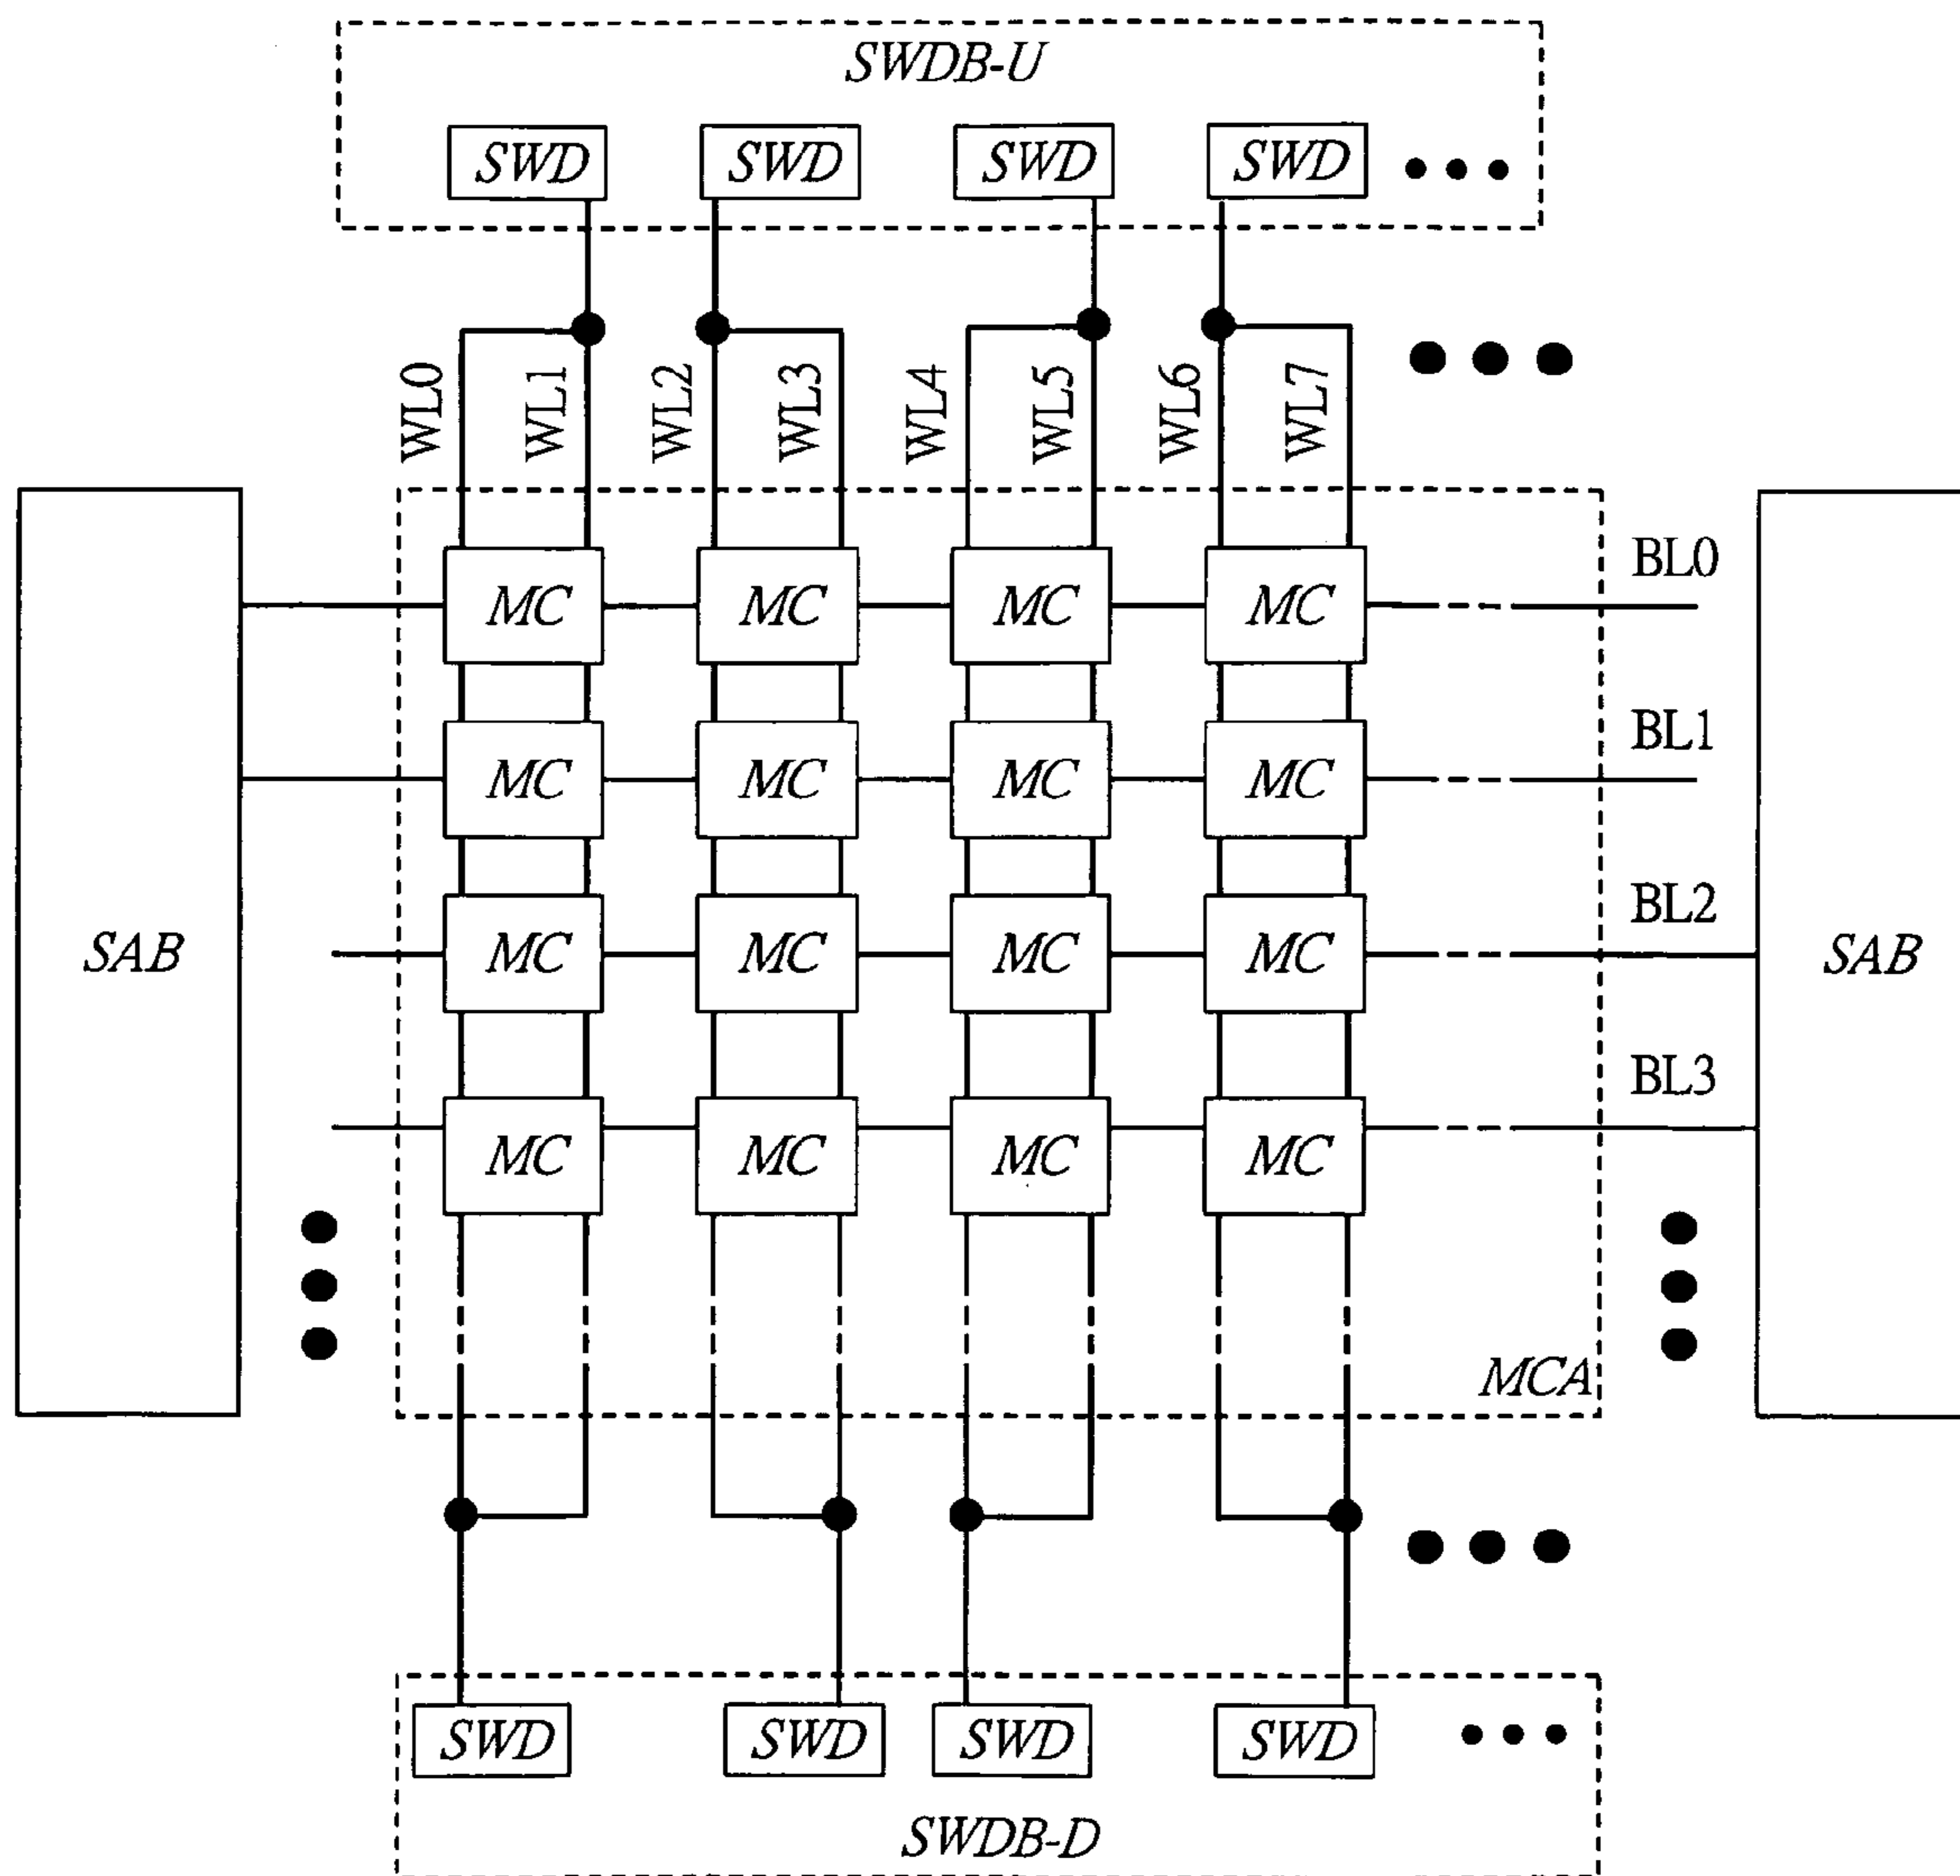 SWDB-U
SWD SWD SWD SWD
WL0 WL1 WL2 WL3 WL4 WL5 WL6 WL7
BL0
MC MC MC MC
BL1
MC MC MC MC
BL2
SAB MC MC MC MC SAB
BL3
MC MC MC MC
MCA
SWD SWD SWD SWD
SWDB-D